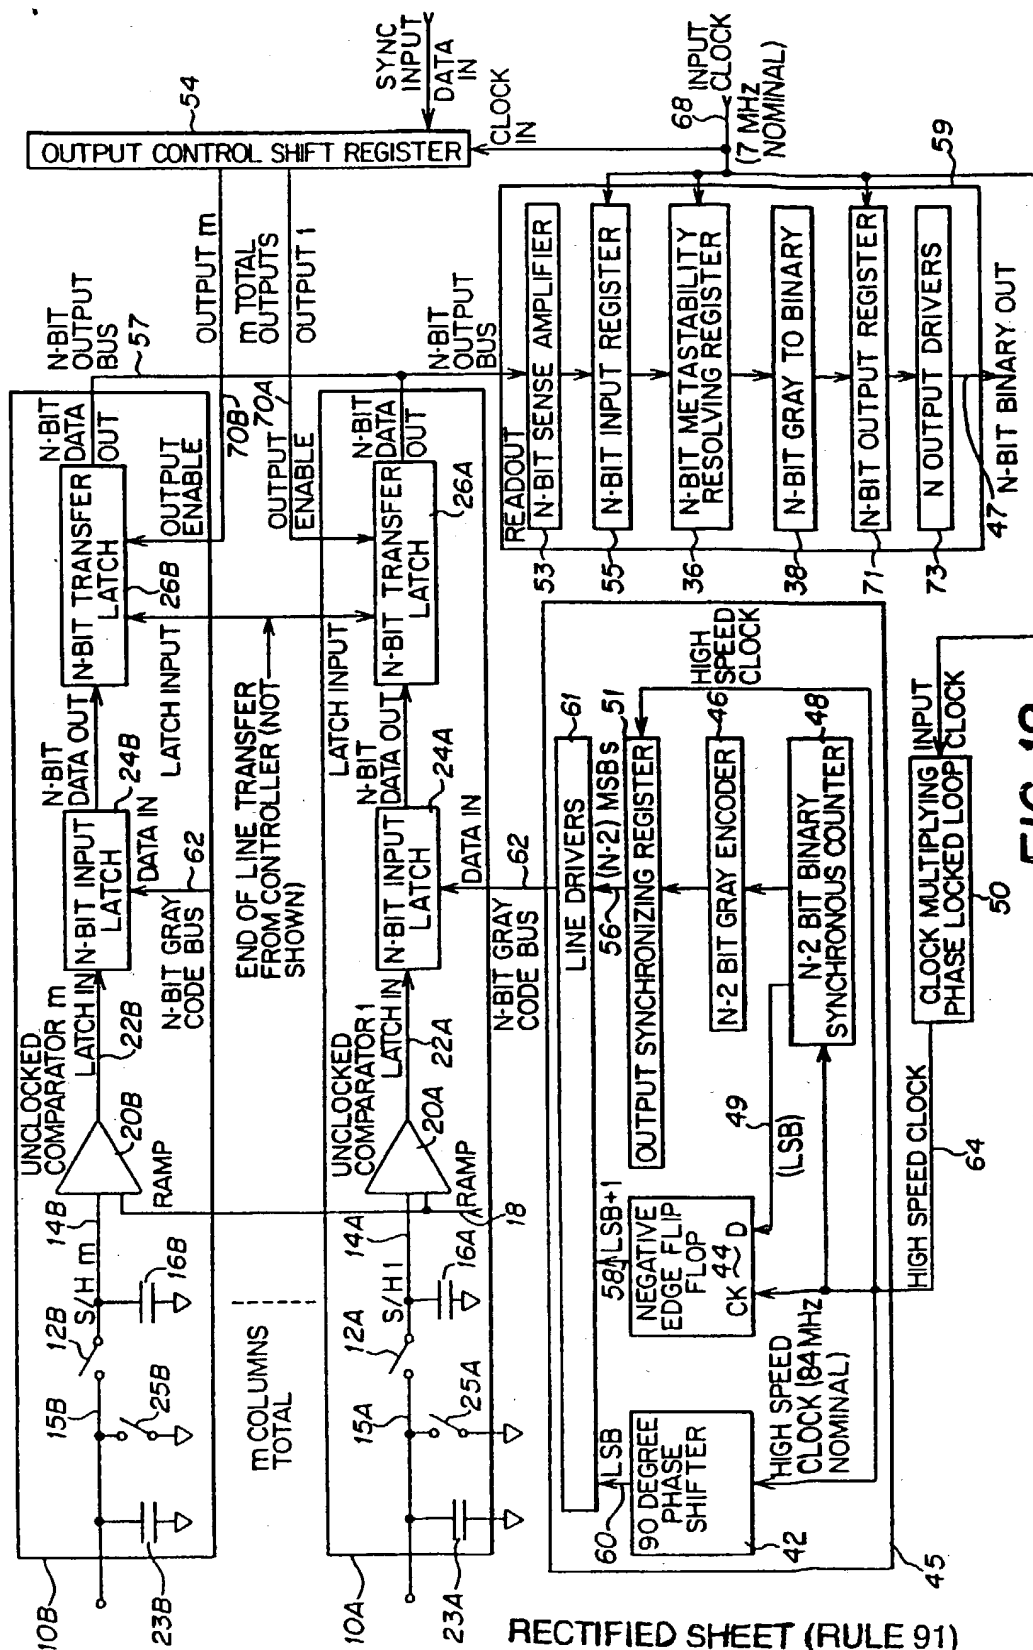 10B
23B
15B
25B
12B
S/H m
16B
14B
UNCLOCKED
COMPARATOR m
20B
RAMP
LATCH IN
22B
N-BIT INPUT
LATCH
24B
DATA IN
N-BIT GRAY
CODE BUS
62
N-BIT
DATA OUT
N-BIT TRANSFER
LATCH
26B
LATCH INPUT
OUTPUT
ENABLE
N-BIT
DATA
OUT
N-BIT
OUTPUT
BUS
57
m COLUMNS
TOTAL
END OF LINE TRANSFER
FROM CONTROLLER (NOT
SHOWN)
10A
23A
15A
25A
12A
S/H 1
16A
14A
18
UNCLOCKED
COMPARATOR 1
20A
RAMP
LATCH IN
22A
N-BIT INPUT
LATCH
24A
DATA IN
N-BIT GRAY
CODE BUS
62
N-BIT
DATA OUT
LATCH INPUT
N-BIT TRANSFER
LATCH
26A
OUTPUT
ENABLE
70B
70A
N-BIT
DATA
OUT
N-BIT
OUTPUT
BUS
OUTPUT m
m TOTAL
OUTPUTS
OUTPUT 1
OUTPUT CONTROL SHIFT REGISTER
54
SYNC
INPUT
DATA
IN
CLOCK
IN
68
INPUT
CLOCK
(7 MHz
NOMINAL)
READOUT
59
53
N-BIT SENSE AMPLIFIER
55
N-BIT INPUT REGISTER
36
N-BIT METASTABILITY
RESOLVING REGISTER
38
N-BIT GRAY TO BINARY
71
N-BIT OUTPUT REGISTER
73
N OUTPUT DRIVERS
47
N-BIT BINARY OUT
LINE DRIVERS
61
60
LSB
58
LSB+1
56
(N-2) MSBs
51
90 DEGREE
PHASE
SHIFTER
42
NEGATIVE
EDGE FLIP
FLOP
44
CK
D
OUTPUT SYNCHRONIZING REGISTER
HIGH
SPEED
CLOCK
N-2 BIT GRAY ENCODER
46
49
(LSB)
N-2 BIT BINARY
SYNCHRONOUS COUNTER
48
HIGH SPEED
CLOCK (84 MHz
NOMINAL)
45
HIGH SPEED CLOCK
64
CLOCK MULTIPLYING
PHASE LOCKED LOOP
50
INPUT
CLOCK
RECTIFIED SHEET (RULE 91)